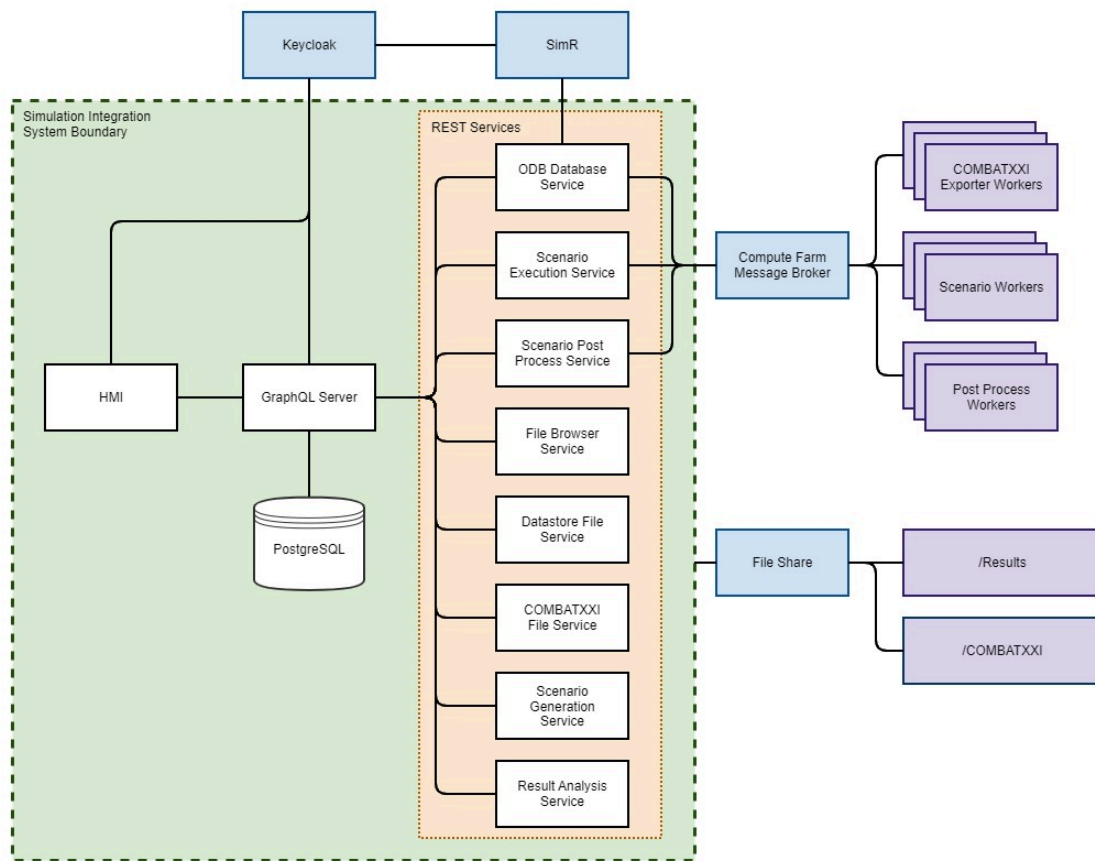 Keycloak
SimR
Simulation Integration
System Boundary
REST Services
ODB Database
Service
COMBATXXI
Exporter Workers
Scenario
Execution Service
Compute Farm
Message Broker
Scenario Workers
Scenario Post
Process Service
Post Process
Workers
HMI
GraphQL Server
File Browser
Service
PostgreSQL
Datastore File
Service
File Share
/Results
COMBATXXI
File Service
/COMBATXXI
Scenario
Generation
Service
Result Analysis
Service